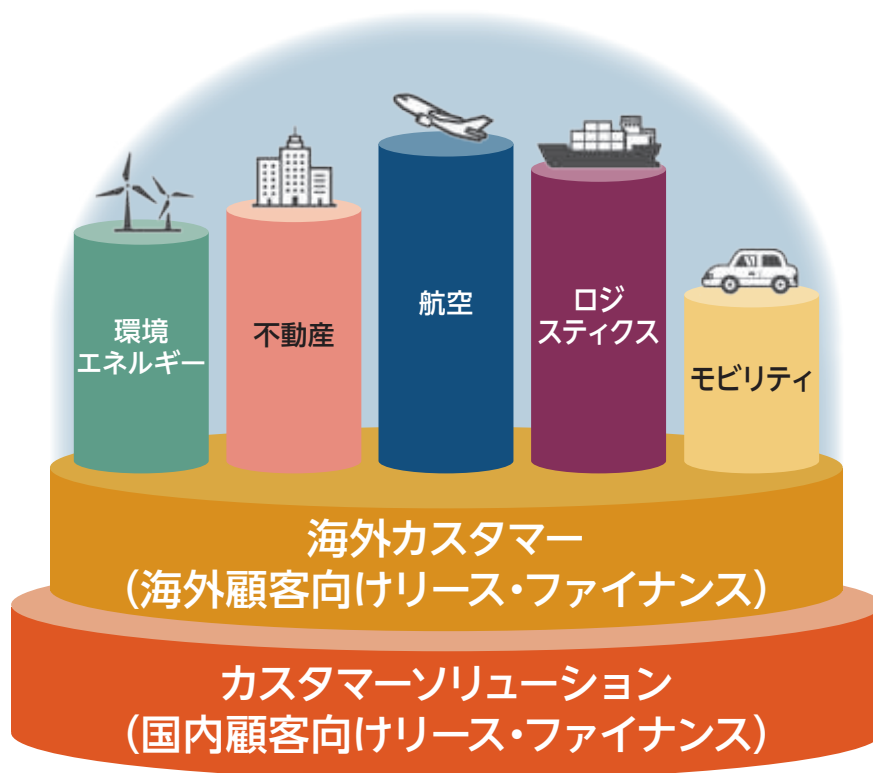 環境
エネルギー
不動産
航空
ロジ
スティクス
モビリティ
海外カスタマー
（海外顧客向けリース・ファイナンス）
カスタマーソリューション
（国内顧客向けリース・ファイナンス）